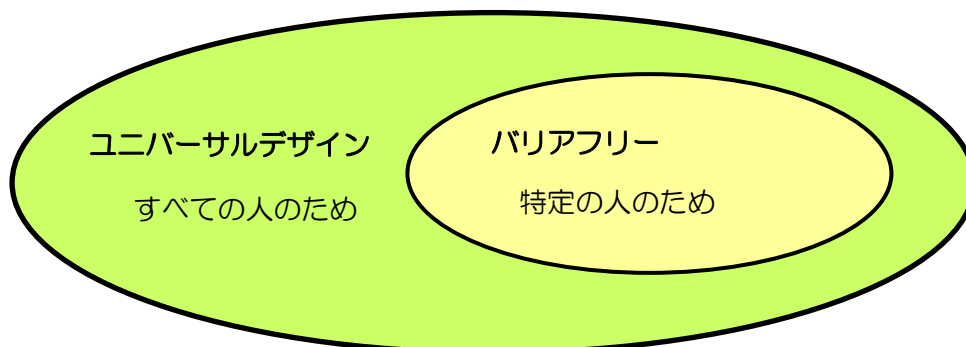 ユニバーサルデザイン
すべての人のため
バリアフリー
特定の人のため